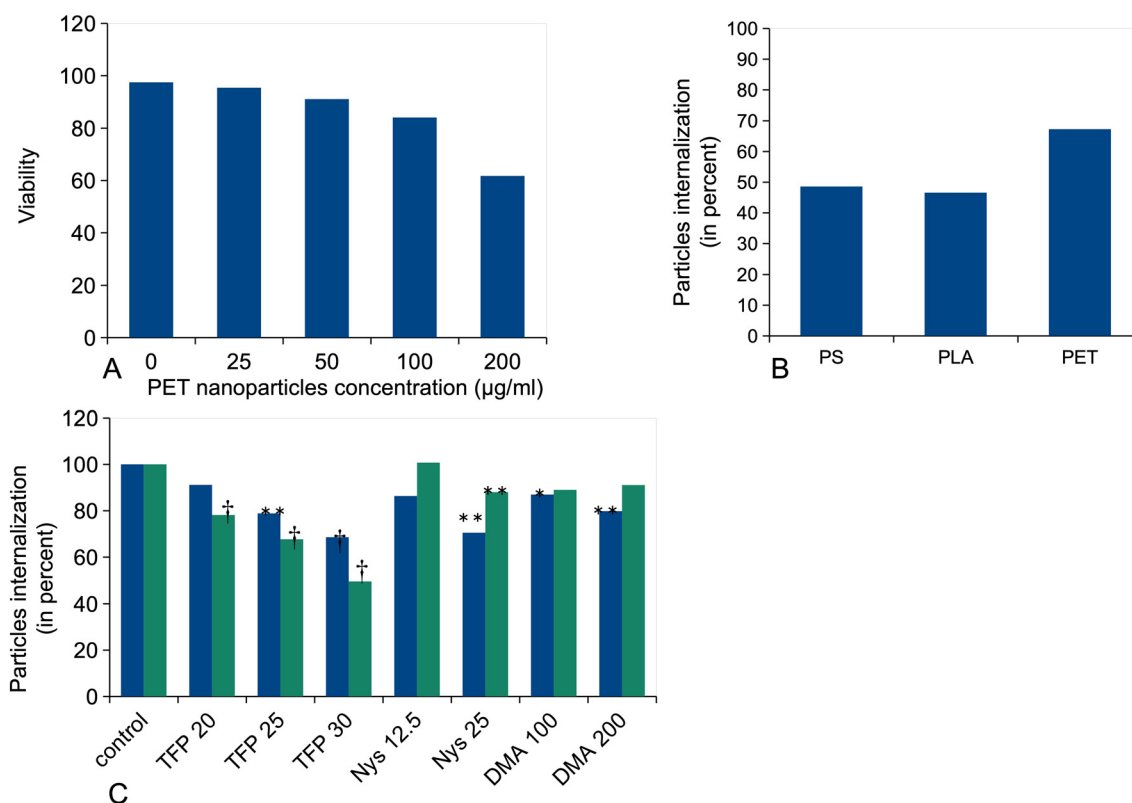 120
100
80
60
40
20
0
Viability
0 25 50 100 200
PET nanoparticles concentration (µg/ml)
A
100
90
80
70
60
50
40
30
20
10
0
Particles internalization
(in percent)
PS PLA PET
B
120
100
80
60
40
20
0
Particles internalization
(in percent)
‡
**
‡
‡
‡
**
**
*
**
control TFP 20 TFP 25 TFP 30 Nys 12.5 Nys 25 DMA 100 DMA 200
C